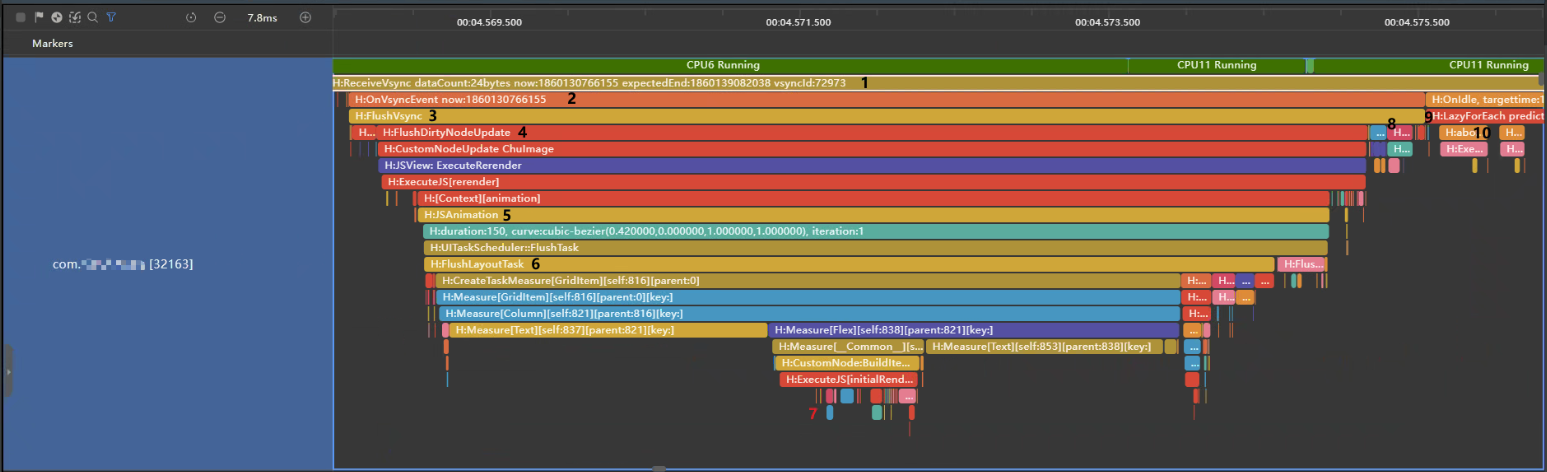 7.8ms
00:04.569.500 00:04.571.500 00:04.573.500 00:04.575.500
Markers
CPU6 Running CPU11 Running CPU11 Running
H:ReceiveVsync dataCount:24bytes now:1860130766155 expectedEnd:1860139082038 vsyncId:72973 1
H:OnVsyncEvent now:1860130766155 2 H:OnIdle, targettime:1
H:FlushVsync 3 9 H:LazyForEach predict
H... H:FlushDirtyNodeUpdate 4 ... 8 H... H:abo 10 H...
H:CustomNodeUpdate ChuImage H... H:Exe... H...
H:JSView: ExecuteRerender
H:ExecuteJS[rerender]
H:[Context][animation]
H:JSAnimation 5
H:duration:150, curve:cubic-bezier(0.420000,0.000000,1.000000,1.000000), iteration:1
H:UITaskScheduler::FlushTask
com. [32163]
H:FlushLayoutTask 6 H:Flus...
H:CreateTaskMeasure[GridItem][self:816][parent:0] H:... H... ... ...
H:Measure[GridItem][self:816][parent:0][key:] H:... H... ...
H:Measure[Column][self:821][parent:816][key:] H:...
H:Measure[Text][self:837][parent:821][key:] H:Measure[Flex][self:838][parent:821][key:] ...
H:Measure[__Common__][s... H:Measure[Text][self:853][parent:838][key:] ...
H:CustomNode:BuildIte... ...
H:ExecuteJS[initialRend...
...
7